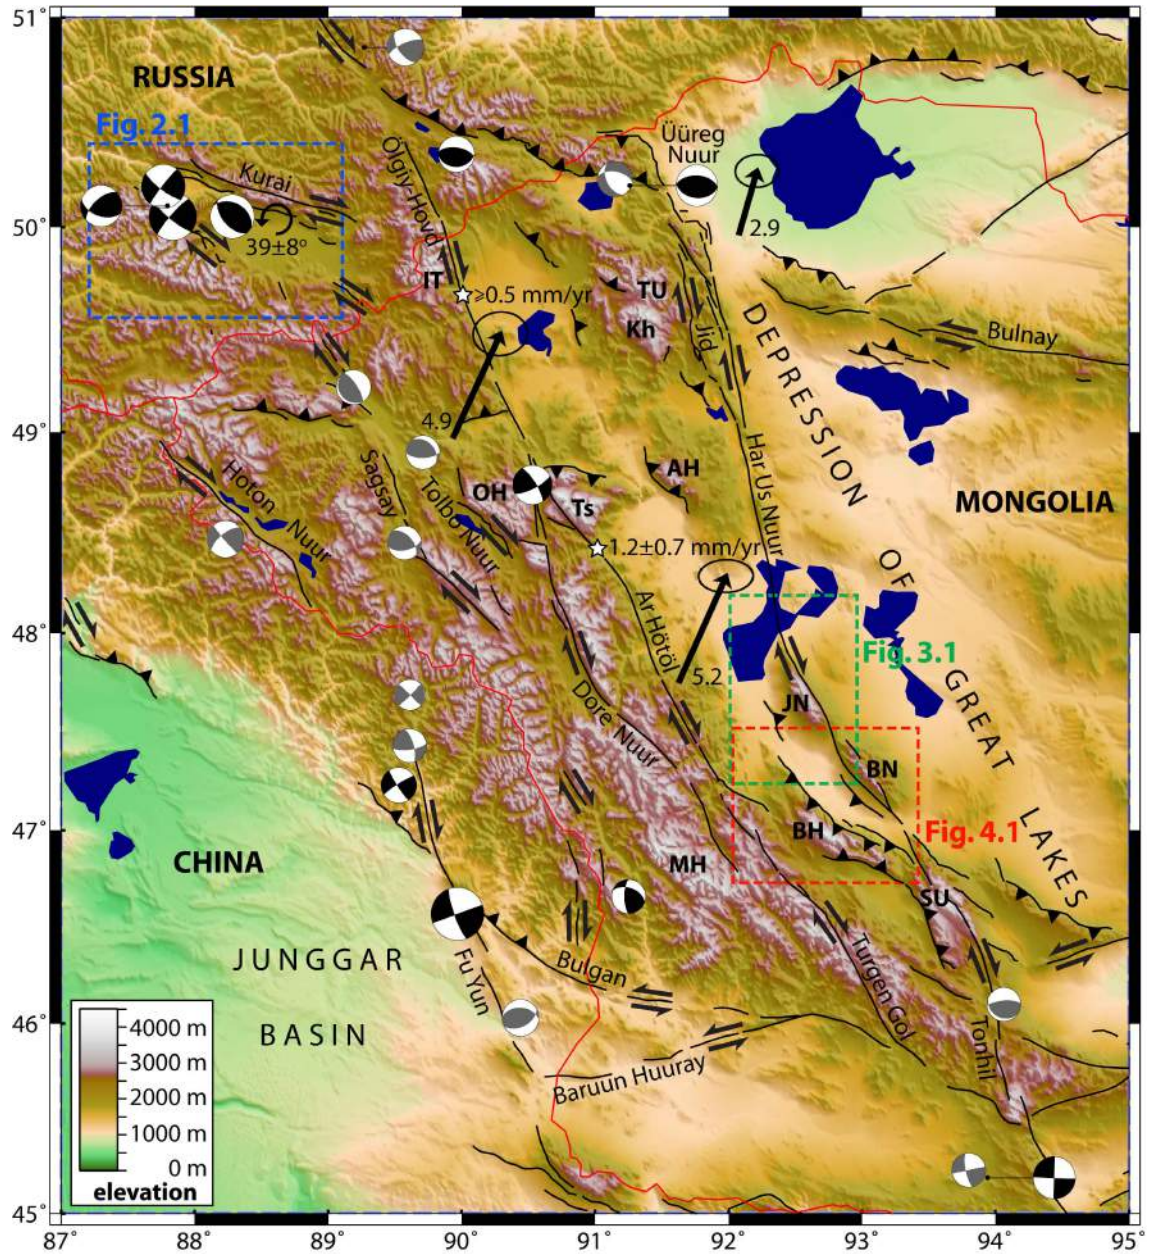 51°
RUSSIA
Fig. 2.1
Kurai
39±8°
Ölgiy
Hovd
Üüreg
Nuur
2.9
50°
IT
≥0.5 mm/yr
TU
Kh
Jid
DEPRESSION
Bulnay
4.9
49°
Hoton
Nuur
Sagsay
Tolbo
Nuur
OH
Ts
AH
Har Us Nuur
MONGOLIA
1.2±0.7 mm/yr
OF
48°
Ar Hötöl
5.2
Fig. 3.1
GREAT
JN
Dore Nuur
BN
47°
CHINA
BH
Fig. 4.1
LAKES
MH
SU
JUNGGAR
BASIN
Fu Yun
Bulgan
Turgen Gol
46°
Tonhil
Baruun Huuray
4000 m
3000 m
2000 m
1000 m
0 m
elevation
45°
87° 88° 89° 90° 91° 92° 93° 94° 95°